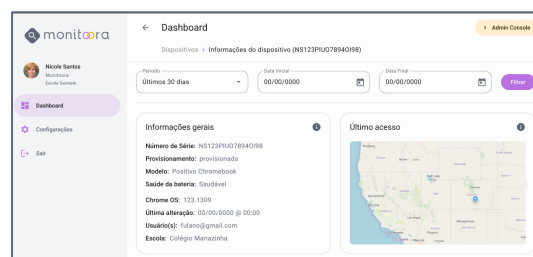 monitoora
← Dashboard
> Admin Console
Dispositivos > Informações do dispositivo (NS123PIUO7894OI98)
Nicole Santos
Monitoora
Escola Exemplo
Período
Últimos 30 dias
Data Inicial
00/00/0000
Data Final
00/00/0000
Filtrar
Dashboard
Configurações
Sair
Informações gerais
Número de Série: NS123PIUO7894OI98
Provisionamento: provisionado
Modelo: Positivo Chromebook
Saúde da bateria: Saudável
Chrome OS: 123.1309
Última alteração: 00/00/0000 @ 00:00
Usuário(s): fulano@gmail.com
Escola: Colégio Mariazinha
Último acesso